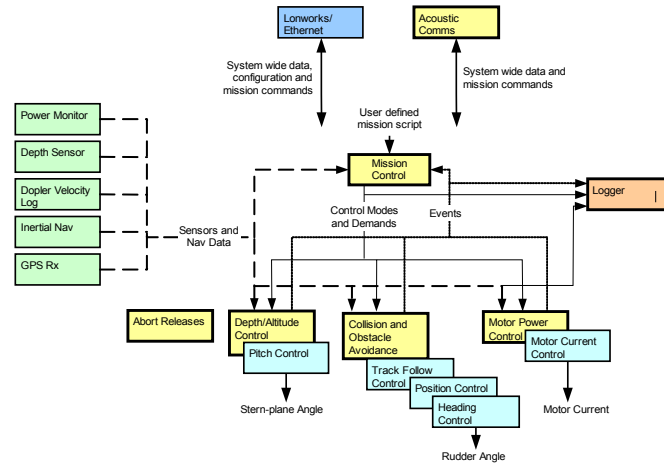 Lonworks/
Ethernet
Acoustic
Comms
System wide data,
configuration and
mission commands
System wide data and
mission commands
User defined
mission script
Power Monitor
Depth Sensor
Dopler Velocity
Log
Inertial Nav
GPS Rx
Mission
Control
Logger
Control Modes
and Demands
Events
Sensors and
Nav Data
Abort Releases
Depth/Altitude
Control
Pitch Control
Collision and
Obstacle
Avoidance
Track Follow
Control
Position Control
Heading
Control
Motor Power
Control
Motor Current
Control
Stern-plane Angle
Rudder Angle
Motor Current